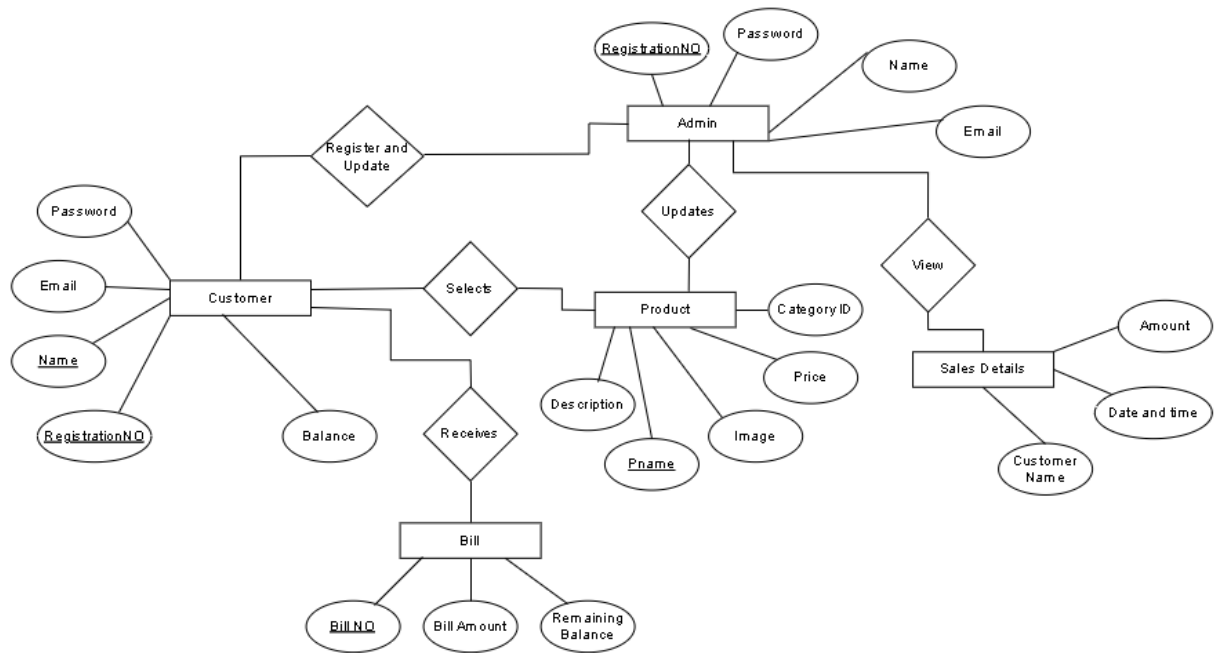 RegistrationNO
Password
Name
Admin
Email
Register and
Update
Password
Updates
View
Email
Customer
Selects
Product
Category ID
Amount
Name
Sales Details
Price
Description
Date and time
RegistrationNO
Balance
Receives
Image
Pname
Customer
Name
Bill
Bill NO
Bill Amount
Remaining
Balance